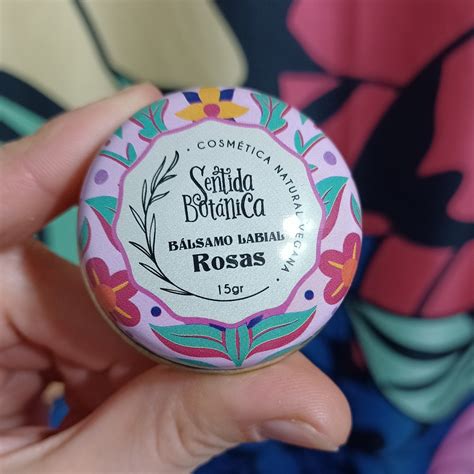 • COSMÉTICA NATURAL VEGANA •
Sentida
Botánica
BÁLSAMO LABIAL
Rosas
15gr